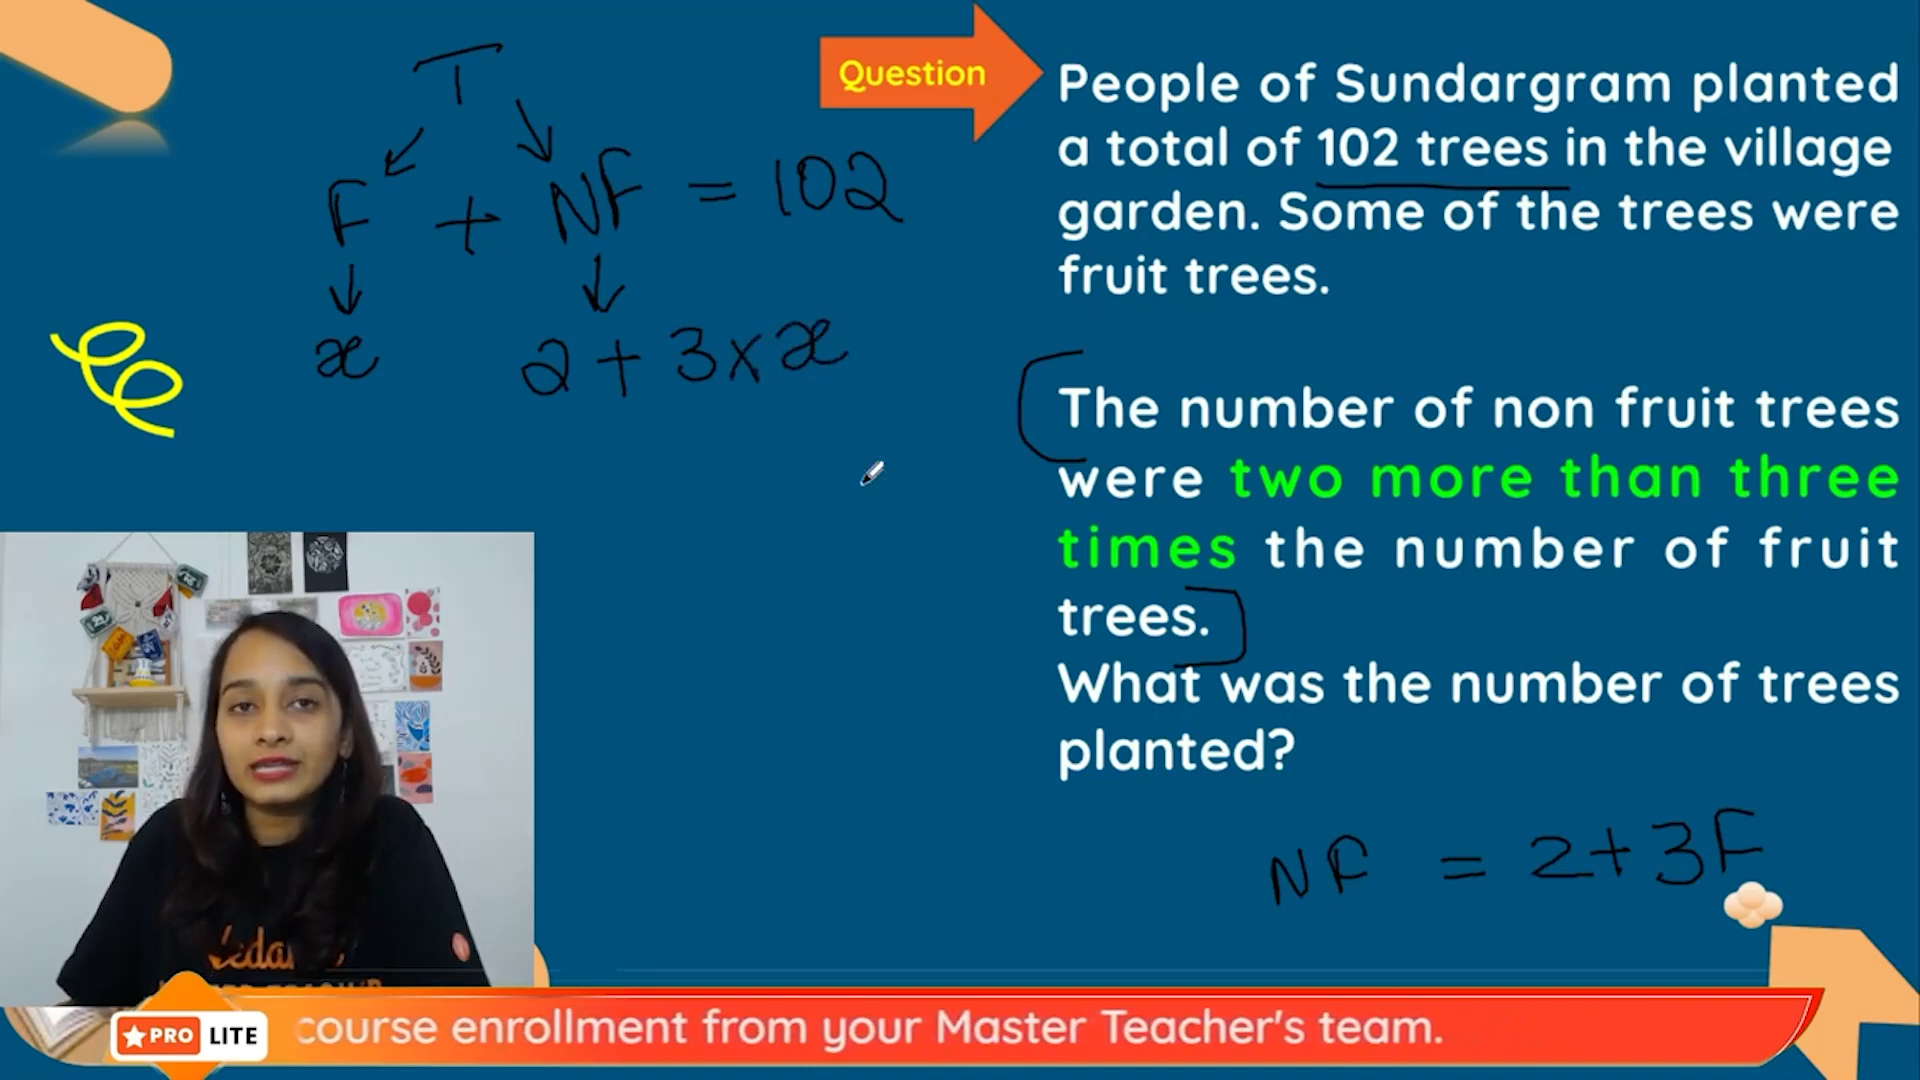 T
F + NF = 102
x 2 + 3 × x
Question
People of Sundargram planted
a total of 102 trees in the village
garden. Some of the trees were
fruit trees.
The number of non fruit trees
were two more than three
times the number of fruit
trees.
What was the number of trees
planted?
NF = 2 + 3F
PRO LITE
course enrollment from your Master Teacher's team.